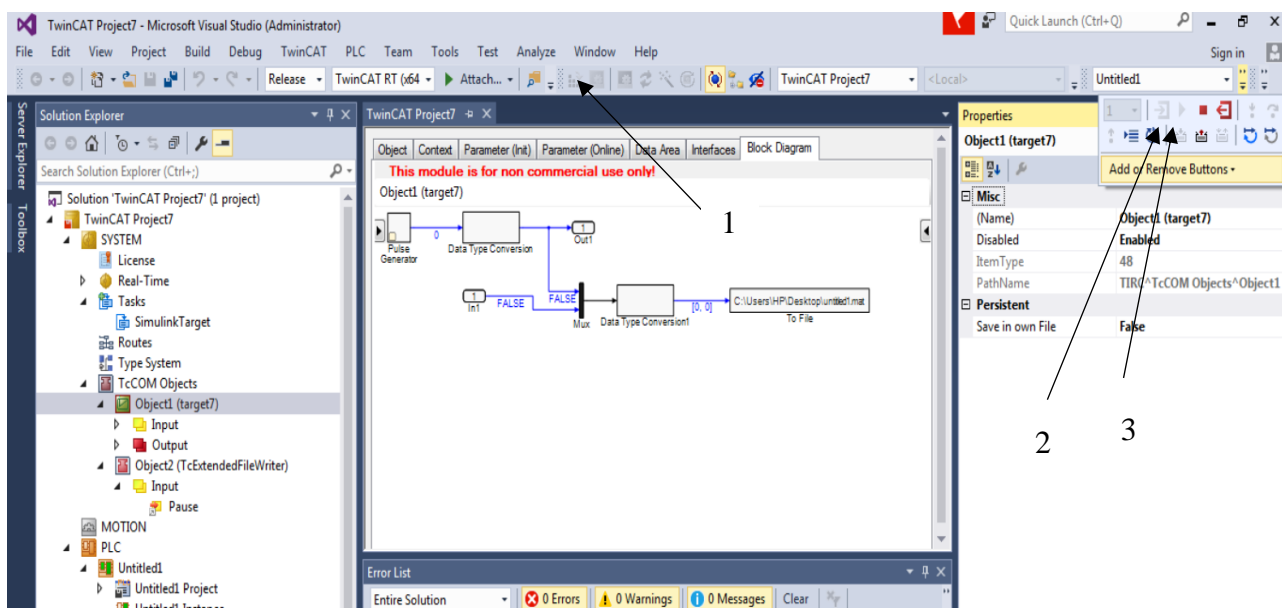 TwinCAT Project7 - Microsoft Visual Studio (Administrator)
Quick Launch (Ctrl+Q)
File Edit View Project Build Debug TwinCAT PLC Team Tools Test Analyze Window Help
Sign in
Release TwinCAT RT (x64 Attach... TwinCAT Project7 <Local> Untitled1
Server Explorer
Toolbox
Solution Explorer
Search Solution Explorer (Ctrl+;)
Solution 'TwinCAT Project7' (1 project)
TwinCAT Project7
SYSTEM
License
Real-Time
Tasks
SimulinkTarget
Routes
Type System
TcCOM Objects
Object1 (target7)
Input
Output
Object2 (TcExtendedFileWriter)
Input
Pause
MOTION
PLC
Untitled1
Untitled1 Project
Untitled1 Instance
TwinCAT Project7
Object Context Parameter (Init) Parameter (Online) Data Area Interfaces Block Diagram
This module is for non commercial use only!
Object1 (target7)
Pulse
Generator
0
Data Type Conversion
1
Out1
1
In1
FALSE
FALSE
Mux
Data Type Conversion1
[0, 0]
C:\Users\HP\Desktop\untitled1.mat
To File
1
Error List
Entire Solution 0 Errors 0 Warnings 0 Messages Clear
Properties
Object1 (target7)
1
Add or Remove Buttons
Misc
(Name) Object1 (target7)
Disabled Enabled
ItemType 48
PathName TIRC^TcCOM Objects^Object1
Persistent
Save in own File False
2
3